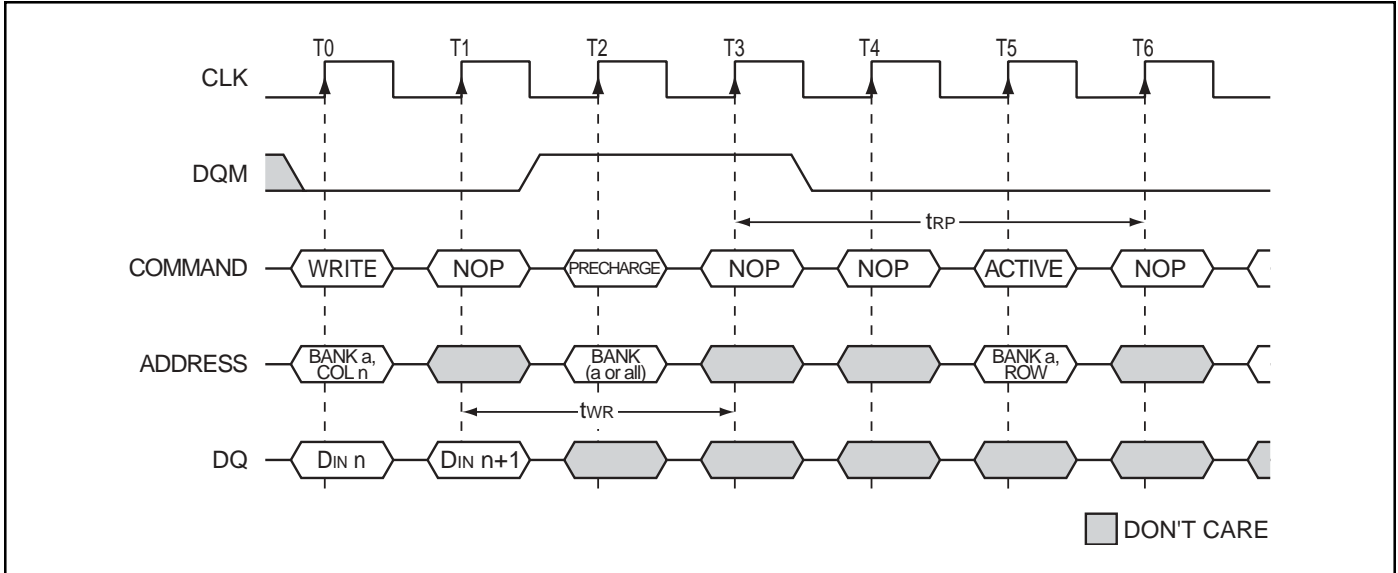 T0 T1 T2 T3 T4 T5 T6
CLK
DQM
tRP
COMMAND WRITE NOP PRECHARGE NOP NOP ACTIVE NOP
ADDRESS BANK a, COL n BANK (a or all) BANK a, ROW
tWR
DQ DIN n DIN n+1
DON'T CARE